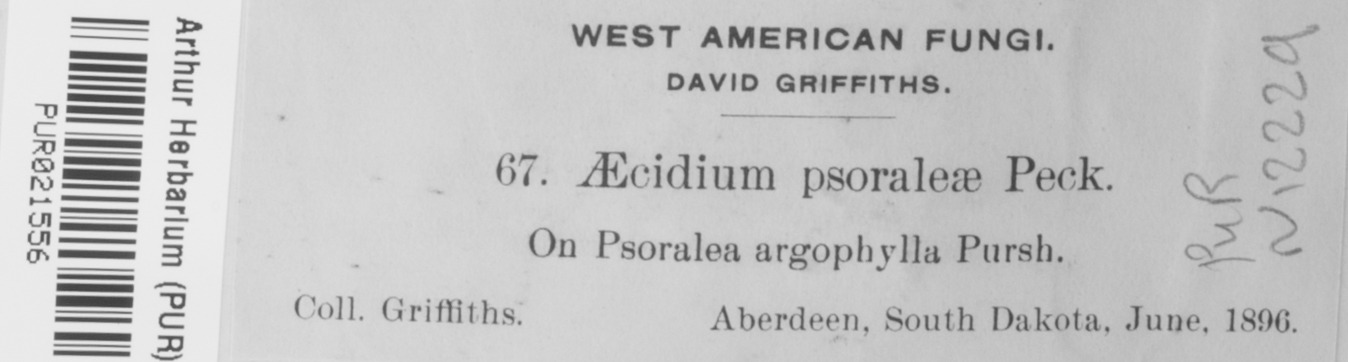 WEST AMERICAN FUNGI.
DAVID GRIFFITHS.
67. Æcidium psoraleæ Peck.
On Psoralea argophylla Pursh.
Coll. Griffiths. Aberdeen, South Dakota, June, 1896.
PUR
N12229
Arthur Herbarium (PUR)
PUR021556